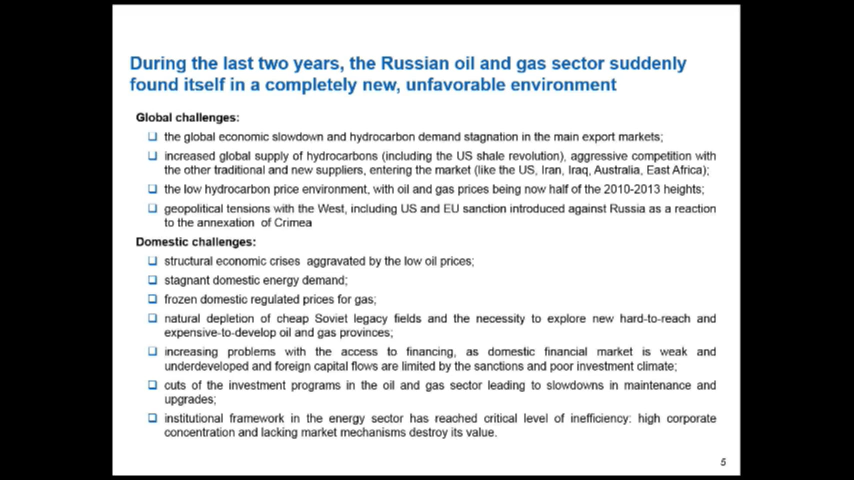 During the last two years, the Russian oil and gas sector suddenly
found itself in a completely new, unfavorable environment
Global challenges:
the global economic slowdown and hydrocarbon demand stagnation in the main export markets;
increased global supply of hydrocarbons (including the US shale revolution), aggressive competition with
the other traditional and new suppliers, entering the market (like the US, Iran, Iraq, Australia, East Africa);
the low hydrocarbon price environment, with oil and gas prices being now half of the 2010-2013 heights;
geopolitical tensions with the West, including US and EU sanction introduced against Russia as a reaction
to the annexation of Crimea
Domestic challenges:
structural economic crises aggravated by the low oil prices;
stagnant domestic energy demand;
frozen domestic regulated prices for gas;
natural depletion of cheap Soviet legacy fields and the necessity to explore new hard-to-reach and
expensive-to-develop oil and gas provinces;
increasing problems with the access to financing, as domestic financial market is weak and
underdeveloped and foreign capital flows are limited by the sanctions and poor investment climate;
cuts of the investment programs in the oil and gas sector leading to slowdowns in maintenance and
upgrades;
institutional framework in the energy sector has reached critical level of inefficiency: high corporate
concentration and lacking market mechanisms destroy its value.
5